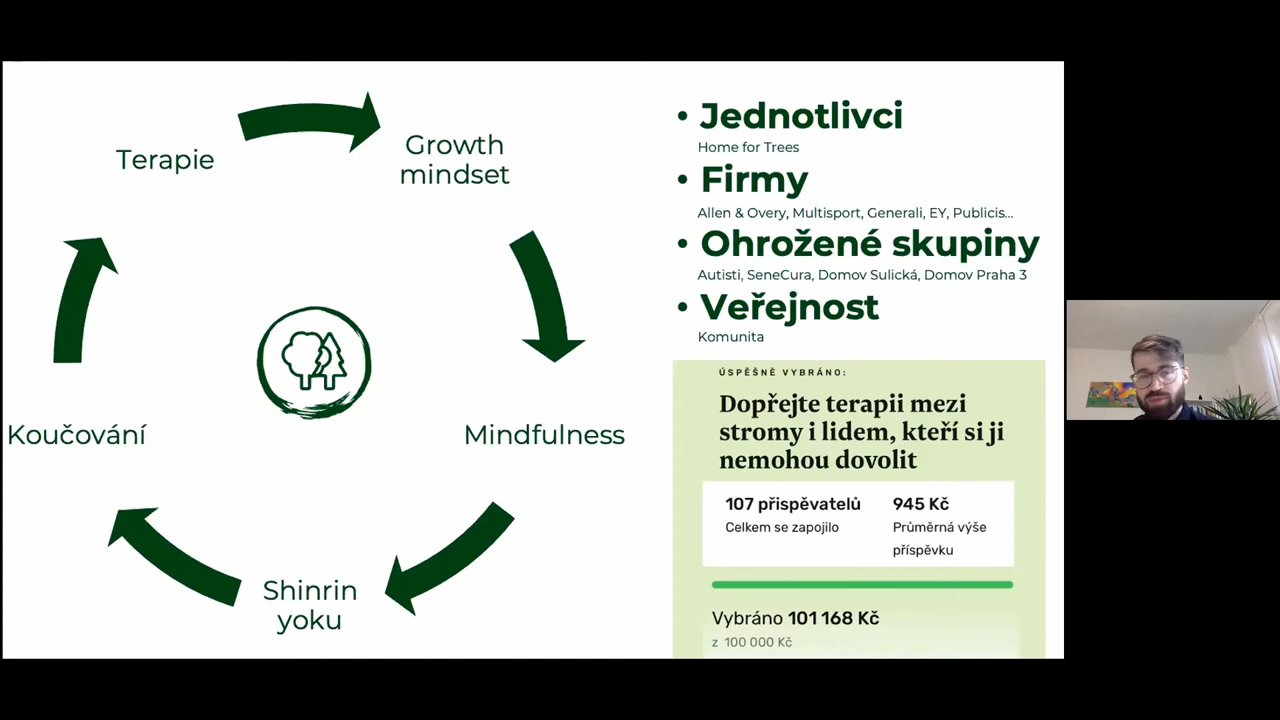 Terapie
Growth
mindset
Mindfulness
Shinrin
yoku
Koučování
• Jednotlivci
Home for Trees
• Firmy
Allen & Overy, Multisport, Generali, EY, Publicis...
• Ohrožené skupiny
Autisti, SeneCura, Domov Sulická, Domov Praha 3
• Veřejnost
Komunita
ÚSPĚŠNĚ VYBRÁNO:
Dopřejte terapii mezi
stromy i lidem, kteří si ji
nemohou dovolit
107 přispěvatelů
Celkem se zapojilo
945 Kč
Průměrná výše
příspěvku
Vybráno 101 168 Kč
z 100 000 Kč